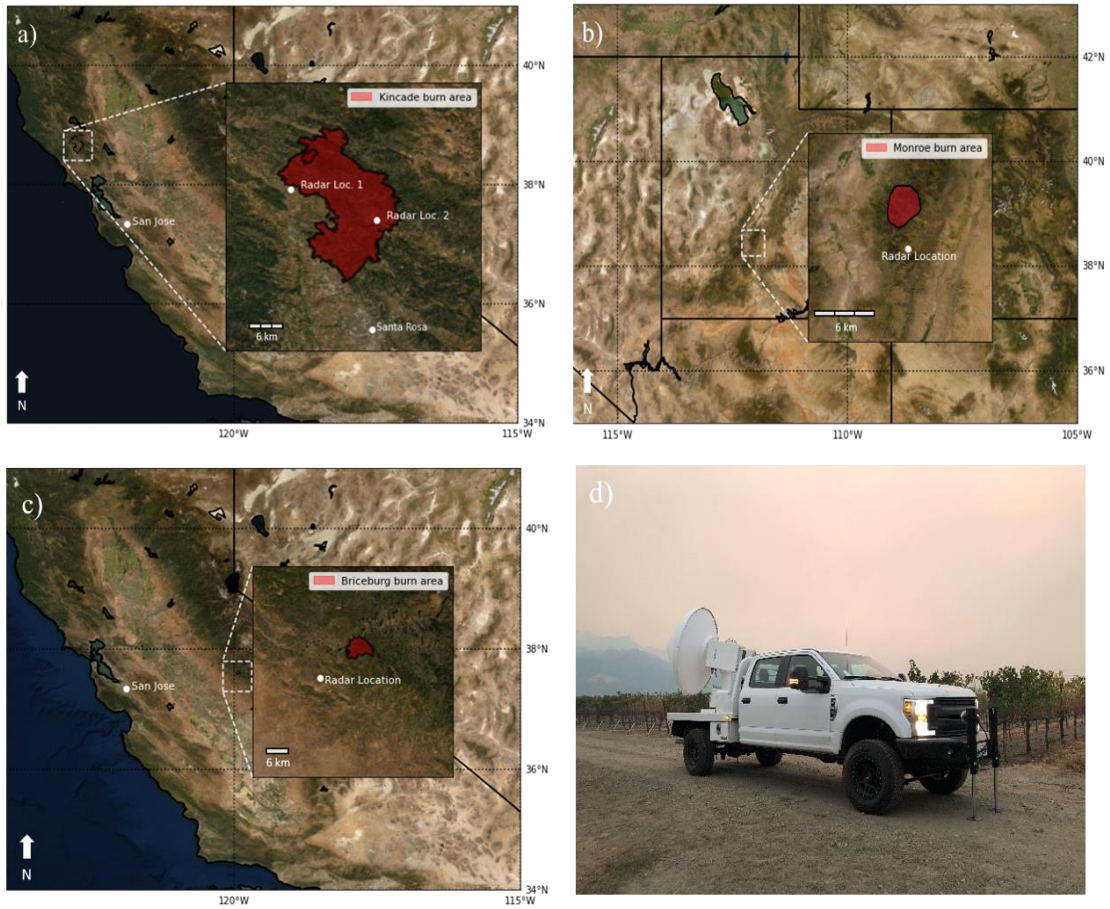 a)
Kincade burn area
Radar Loc. 1
Radar Loc. 2
San Jose
Santa Rosa
6 km
N
40°N
38°N
36°N
34°N
120°W
115°W
b)
Monroe burn area
Radar Location
6 km
N
42°N
40°N
38°N
36°N
115°W
110°W
105°W
c)
Briceburg burn area
San Jose
Radar Location
6 km
N
40°N
38°N
36°N
34°N
120°W
115°W
d)